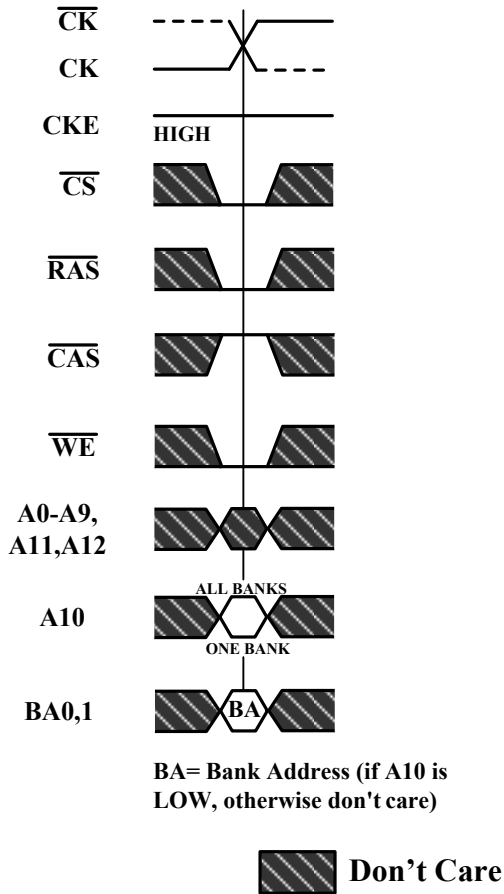 CK
CK
CKE
HIGH
CS
RAS
CAS
WE
A0-A9,
A11,A12
ALL BANKS
A10
ONE BANK
BA0,1
BA
BA= Bank Address (if A10 is
LOW, otherwise don't care)
Don’t Care